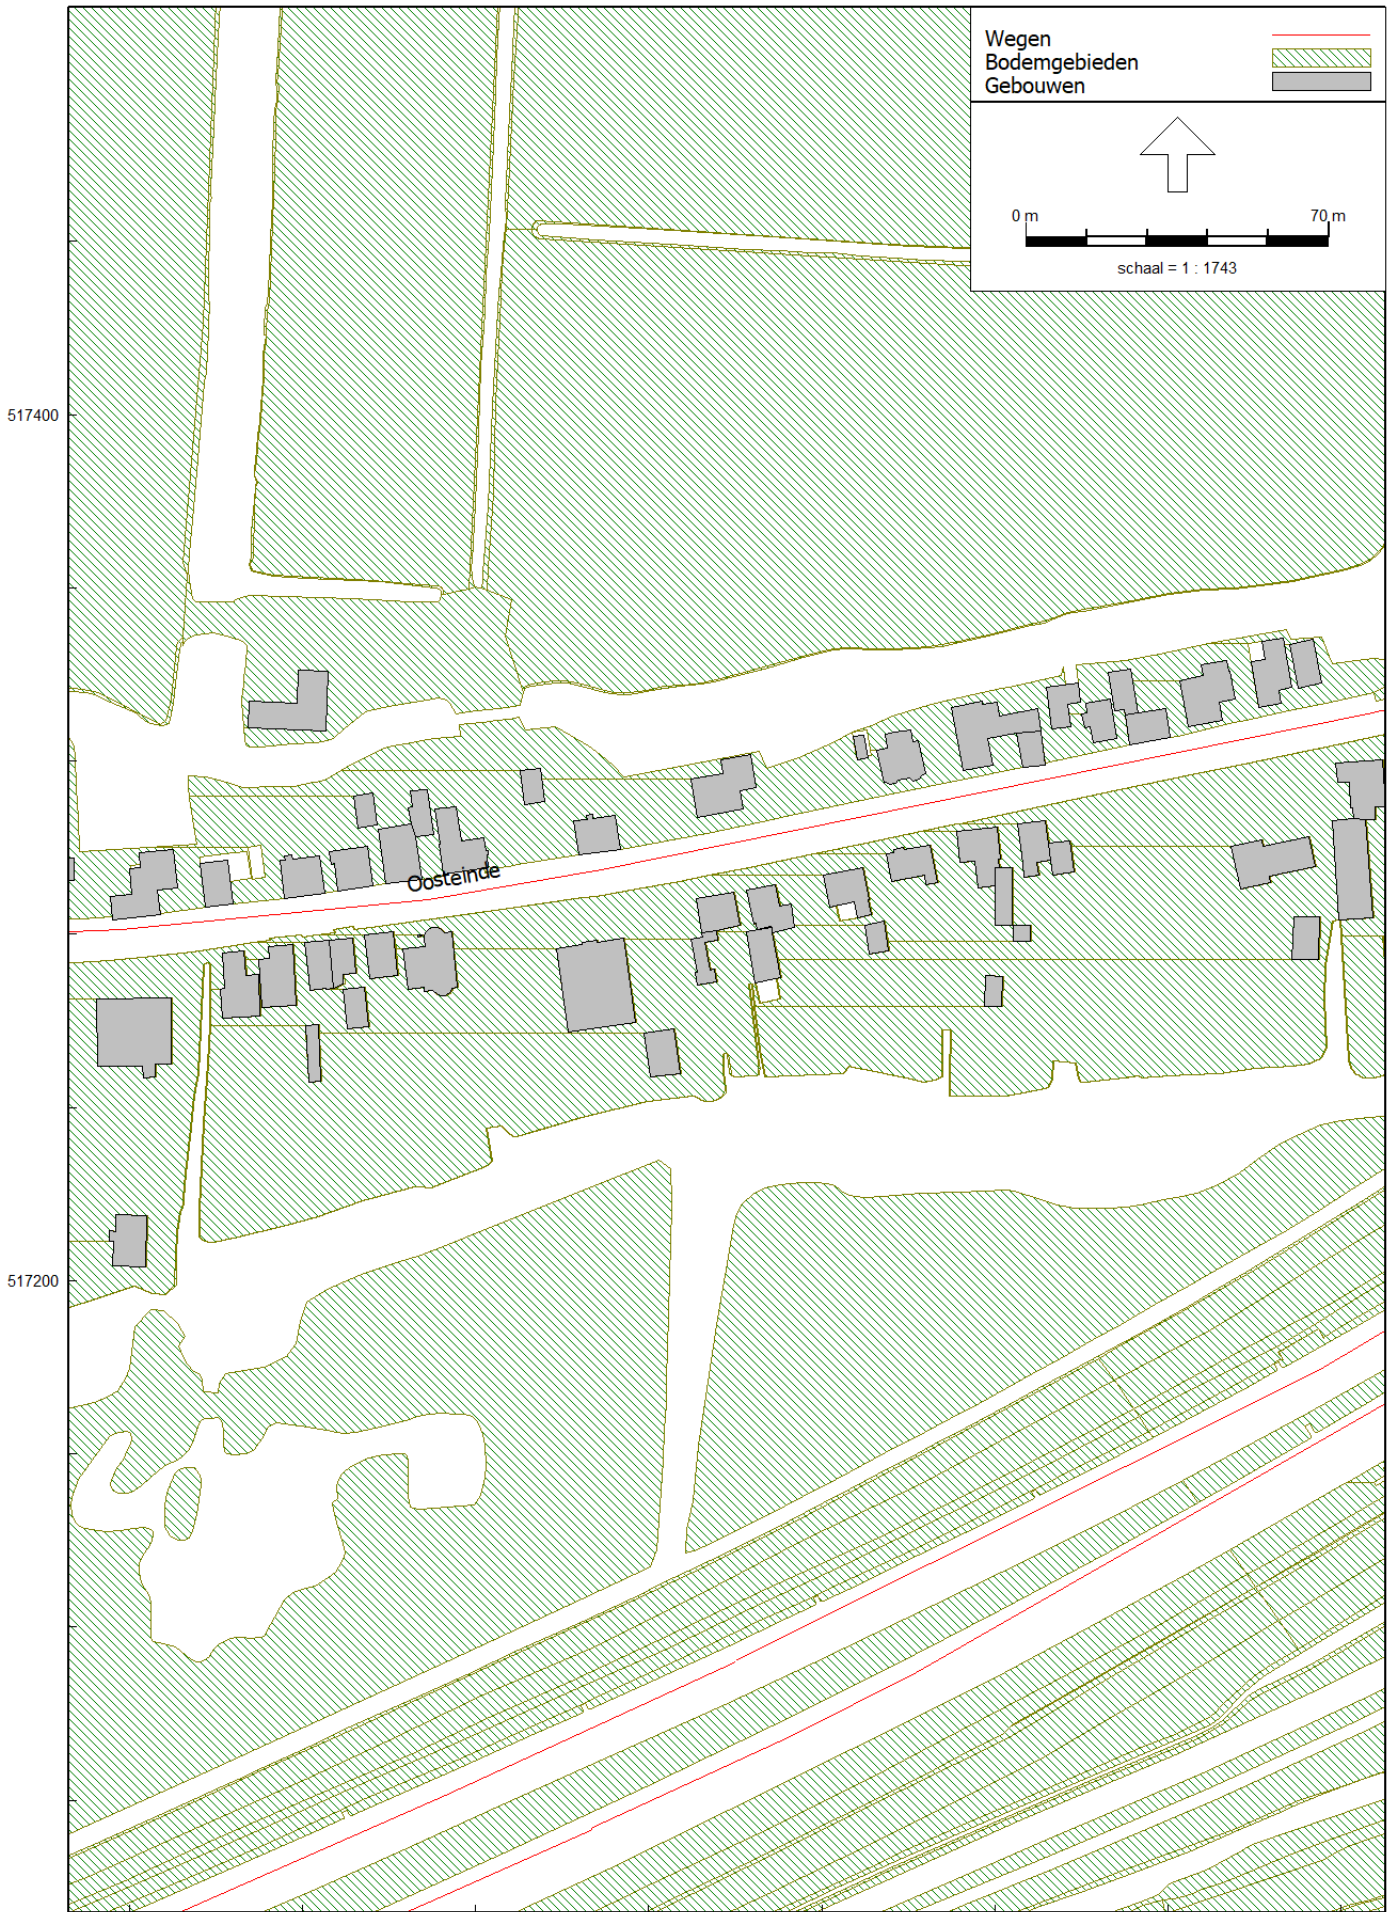 Wegen
Bodemgebieden
Gebouwen
0 m 70 m
schaal = 1 : 1743
517400
Oosteinde
517200